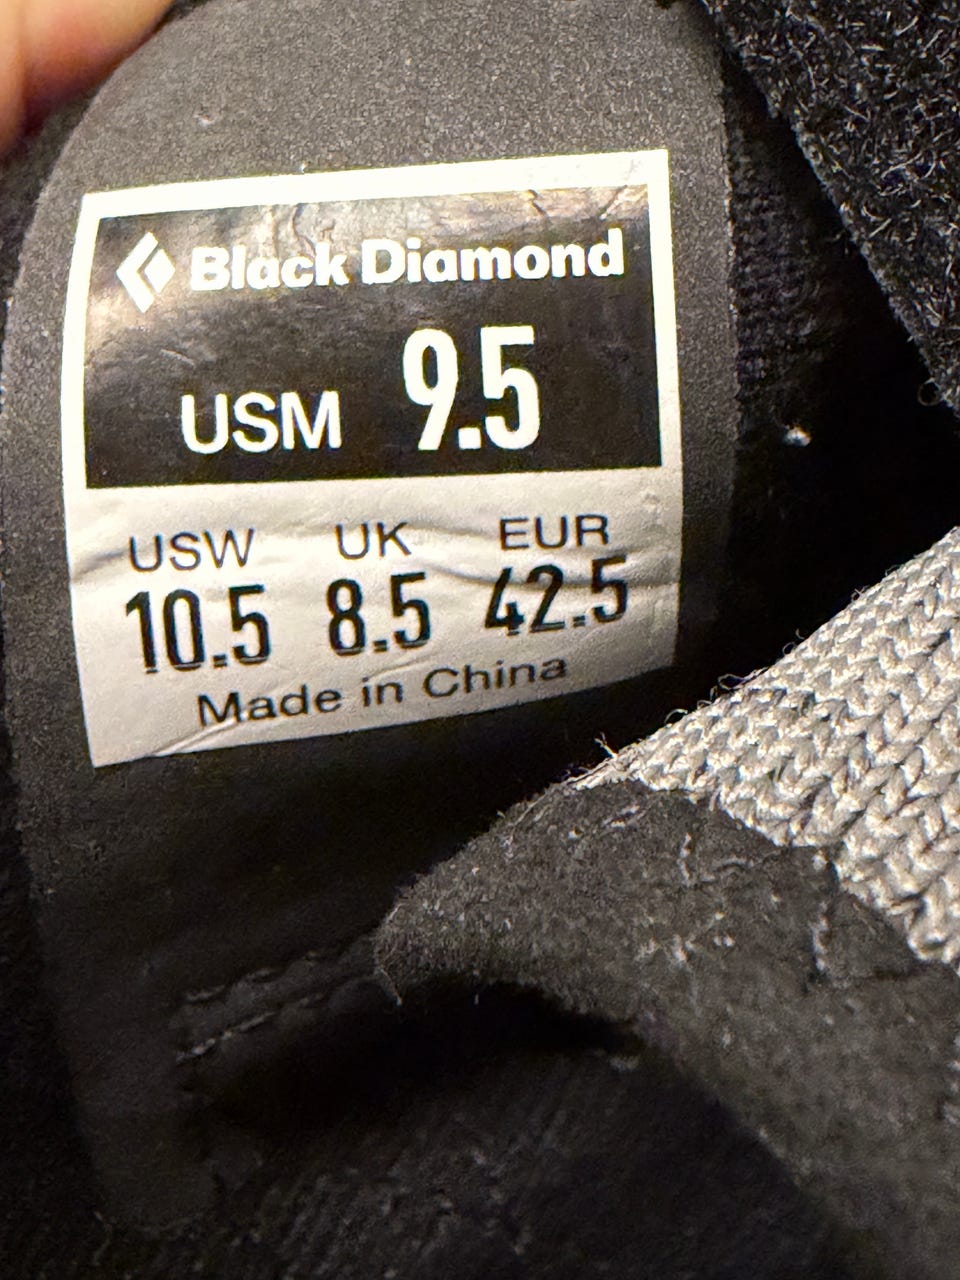 Black Diamond
USM 9.5
USW UK EUR
10.5 8.5 42.5
Made in China